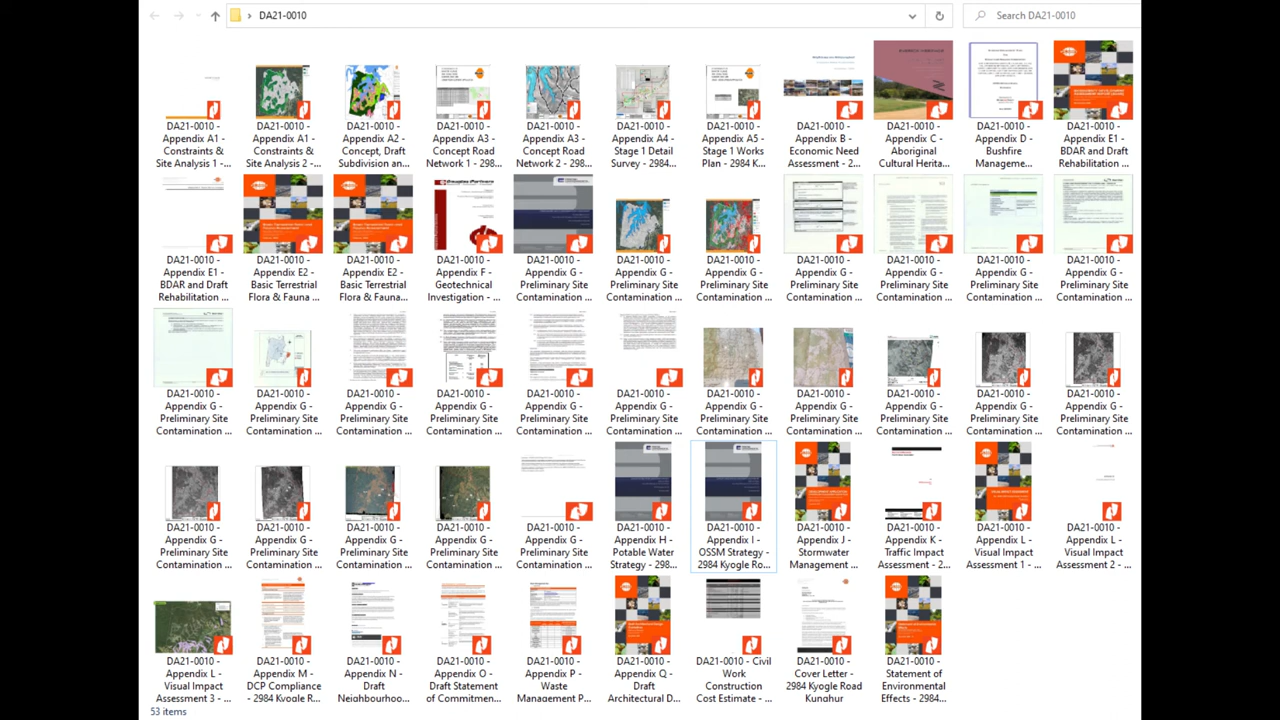 DA21-0010
Search DA21-0010
DA21-0010 -
Appendix A1 -
Constraints &
Site Analysis 1 -...
DA21-0010 -
Appendix A1 -
Constraints &
Site Analysis 2 -...
DA21-0010 -
Appendix A2 -
Concept, Draft
Subdivision an...
DA21-0010 -
Appendix A3 -
Concept Road
Network 1 - 298...
DA21-0010 -
Appendix A3 -
Concept Road
Network 2 - 298...
DA21-0010 -
Appendix A4 -
Stage 1 Detail
Survey - 2984...
DA21-0010 -
Appendix A5 -
Stage 1 Works
Plan - 2984 K...
DA21-0010 -
Appendix B -
Economic Need
Assessment - 2...
DA21-0010 -
Appendix C -
Aboriginal
Cultural Herita...
DA21-0010 -
Appendix D -
Bushfire
Manageme...
DA21-0010 -
Appendix E1 -
BDAR and Draft
Rehabilitation ...
Douglas Partners
DA21-0010 -
Appendix E1 -
BDAR and Draft
Rehabilitation ...
DA21-0010 -
Appendix E2 -
Basic Terrestrial
Flora & Fauna ...
DA21-0010 -
Appendix E2 -
Basic Terrestrial
Flora & Fauna...
DA21-0010 -
Appendix F -
Geotechnical
Investigation - ...
DA21-0010 -
Appendix G -
Preliminary Site
Contamination ...
DA21-0010 -
Appendix G -
Preliminary Site
Contamination ...
DA21-0010 -
Appendix G -
Preliminary Site
Contamination ...
DA21-0010 -
Appendix G -
Preliminary Site
Contamination ...
DA21-0010 -
Appendix G -
Preliminary Site
Contamination ...
DA21-0010 -
Appendix G -
Preliminary Site
Contamination ...
DA21-0010 -
Appendix G -
Preliminary Site
Contamination ...
DA21-0010 -
Appendix G -
Preliminary Site
Contamination ...
DA21-0010 -
Appendix G -
Preliminary Site
Contamination ...
DA21-0010 -
Appendix G -
Preliminary Site
Contamination ...
DA21-0010 -
Appendix G -
Preliminary Site
Contamination ...
DA21-0010 -
Appendix G -
Preliminary Site
Contamination ...
DA21-0010 -
Appendix G -
Preliminary Site
Contamination ...
DA21-0010 -
Appendix G -
Preliminary Site
Contamination ...
DA21-0010 -
Appendix G -
Preliminary Site
Contamination ...
DA21-0010 -
Appendix G -
Preliminary Site
Contamination ...
DA21-0010 -
Appendix G -
Preliminary Site
Contamination ...
DA21-0010 -
Appendix G -
Preliminary Site
Contamination ...
DA21-0010 -
Appendix G -
Preliminary Site
Contamination ...
DA21-0010 -
Appendix G -
Preliminary Site
Contamination ...
DA21-0010 -
Appendix G -
Preliminary Site
Contamination ...
DA21-0010 -
Appendix G -
Preliminary Site
Contamination ...
DA21-0010 -
Appendix G -
Preliminary Site
Contamination ...
DA21-0010 -
Appendix H -
Potable Water
Strategy - 298...
DA21-0010 -
Appendix I -
OSSM Strategy -
2984 Kyogle Ro...
DA21-0010 -
Appendix J -
Stormwater
Management ...
DA21-0010 -
Appendix K -
Traffic Impact
Assessment - 2...
DA21-0010 -
Appendix L -
Visual Impact
Assessment 1 - ...
DA21-0010 -
Appendix L -
Visual Impact
Assessment 2 - ...
DA21-0010 -
Appendix L -
Visual Impact
Assessment 3 - ...
DA21-0010 -
Appendix M -
DCP Compliance
- 2984 Kyogle R...
DA21-0010 -
Appendix N -
Draft
Neighbourhoo...
DA21-0010 -
Appendix O -
Draft Statement
of Commitmen...
DA21-0010 -
Appendix P -
Waste
Management P...
DA21-0010 -
Appendix Q -
Draft
Architectural D...
DA21-0010 - Civil
Work
Construction
Cost Estimate - ...
DA21-0010 -
Cover Letter -
2984 Kyogle Road
Kunghur
DA21-0010 -
Statement of
Environmental
Effects - 2984...
53 items